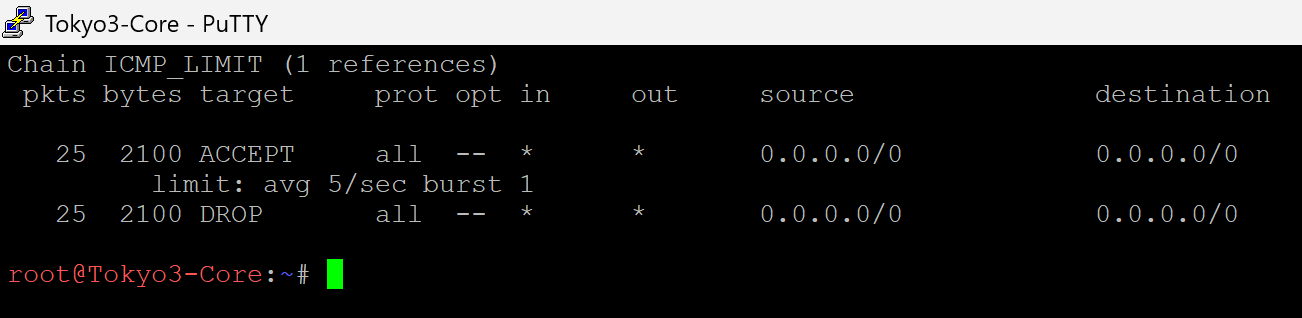 Tokyo3-Core - PuTTY
Chain ICMP_LIMIT (1 references)
pkts bytes target prot opt in out source destination
25 2100 ACCEPT all -- * * 0.0.0.0/0 0.0.0.0/0
limit: avg 5/sec burst 1
25 2100 DROP all -- * * 0.0.0.0/0 0.0.0.0/0
root@Tokyo3-Core:~#